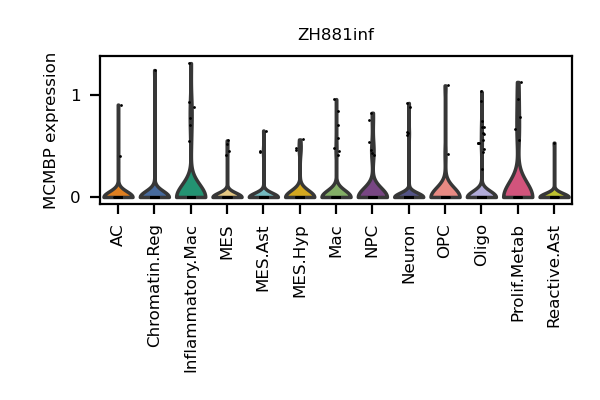 ZH881inf
MCMBP expression
1
0
AC
Chromatin.Reg
Inflammatory.Mac
MES
MES.Ast
MES.Hyp
Mac
NPC
Neuron
OPC
Oligo
Prolif.Metab
Reactive.Ast